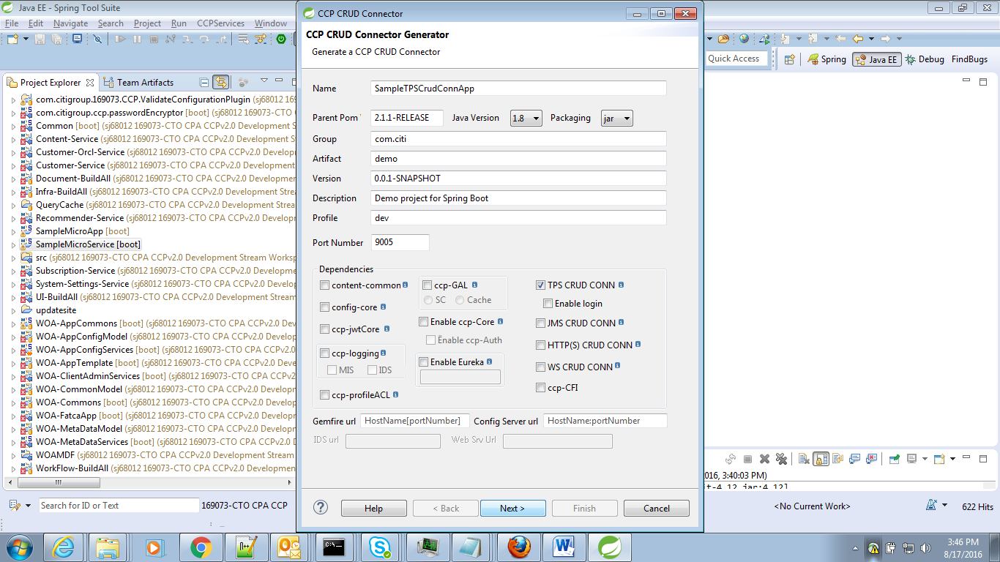 Java EE - Spring Tool Suite
File Edit Navigate Search Project Run CCPServices Window
Quick Access
Spring Java EE Debug FindBugs
Project Explorer Team Artifacts
com.citigroup.169073.CCP.ValidateConfigurationPlugin (sj68012 169073-CTO
com.citigroup.ccp.passwordEncryptor [boot] (sj68012 169073-CTO
Common [boot] (sj68012 169073-CTO CPA CCPv2.0 Development
Content-Service (sj68012 169073-CTO CPA CCPv2.0 Development S
Customer-Orcl-Service (sj68012 169073-CTO CPA CCPv2.0 Develop
Customer-Service (sj68012 169073-CTO CPA CCPv2.0 Development
Document-BuildAll (sj68012 169073-CTO CPA CCPv2.0 Development
Infra-BuildAll (sj68012 169073-CTO CPA CCPv2.0 Development Strea
QueryCache (sj68012 169073-CTO CPA CCPv2.0 Development Strea
Recommender-Service (sj68012 169073-CTO CPA CCPv2.0 Develop
SampleMicroApp [boot]
SampleMicroService [boot]
src (sj68012 169073-CTO CPA CCPv2.0 Development Stream Worksp
Subscription-Service (sj68012 169073-CTO CPA CCPv2.0 Developm
System-Settings-Service (sj68012 169073-CTO CPA CCPv2.0 Develo
UI-BuildAll (sj68012 169073-CTO CPA CCPv2.0 Development Stream
updatesite
WOA-AppCommons [boot] (sj68012 169073-CTO CPA CCPv2.0 D
WOA-AppConfigModel (sj68012 169073-CTO CPA CCPv2.0 Develo
WOA-AppConfigServices [boot] (sj68012 169073-CTO CPA CCPv2.
WOA-AppTemplate [boot] (sj68012 169073-CTO CPA CCPv2.0 De
WOA-ClientAdminServices [boot] (sj68012 169073-CTO CPA CCP
WOA-CommonModel (sj68012 169073-CTO CPA CCPv2.0 Develo
WOA-Commons [boot] (sj68012 169073-CTO CPA CCPv2.0 Devel
WOA-FatcaApp [boot] (sj68012 169073-CTO CPA CCPv2.0 Develo
WOA-MetaDataModel (sj68012 169073-CTO CPA CCPv2.0 Develo
WOA-MetaDataServices [boot] (sj68012 169073-CTO CPA CCPv2.0
WOAMDF (sj68012 169073-CTO CPA CCPv2.0 Development Stream
WorkFlow-BuildAll (sj68012 169073-CTO CPA CCPv2.0 Developmen
Search for ID or Text 169073-CTO CPA CCP
CCP CRUD Connector
CCP CRUD Connector Generator
Generate a CCP CRUD Connector
Name SampleTPSCrudConnApp
Parent Pom 2.1.1-RELEASE Java Version 1.8 Packaging jar
Group com.citi
Artifact demo
Version 0.0.1-SNAPSHOT
Description Demo project for Spring Boot
Profile dev
Port Number 9005
Dependencies
content-common ccp-GAL TPS CRUD CONN
SC Cache Enable login
config-core
Enable ccp-Core JMS CRUD CONN
ccp-jwtCore
Enable ccp-Auth HTTP(S) CRUD CONN
ccp-logging
Enable Eureka WS CRUD CONN
MIS IDS
ccp-profileACL ccp-CFI
Gemfire url HostName[portNumber] Config Server url HostName:portNumber
IDS url Web Srv Url
Help < Back Next > Finish Cancel
2016, 3:40:03 PM)
it-4.12.jar:4.12]
<No Current Work> 622 Hits
3:46 PM
8/17/2016